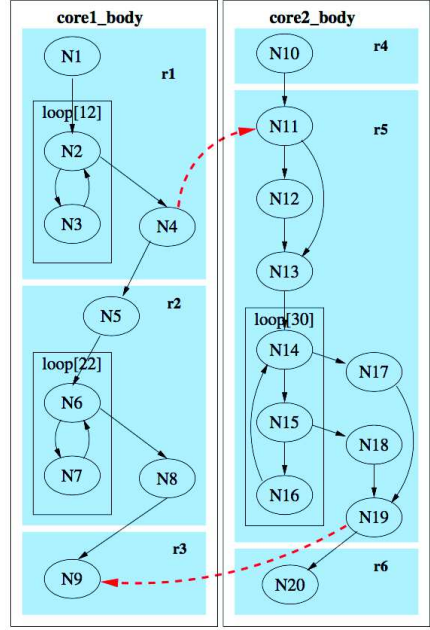 core1_body
N1
r1
loop[12]
N2
N3
N4
r2
N5
loop[22]
N6
N7
N8
r3
N9
core2_body
N10
r4
N11
r5
N12
N13
loop[30]
N14
N17
N15
N18
N16
N19
r6
N20